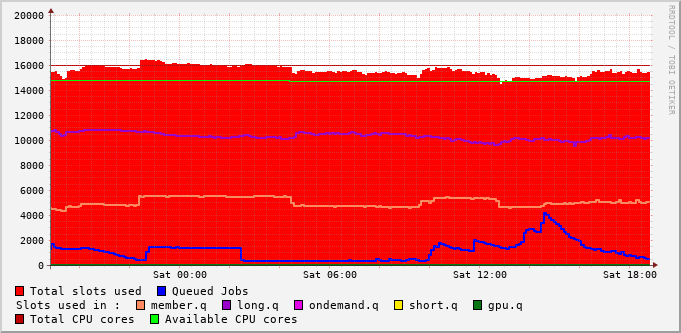 20000
18000
16000
14000
12000
10000
8000
6000
4000
2000
0
Sat 00:00 Sat 06:00 Sat 12:00 Sat 18:00
RRDTOOL / TOBI OETIKER
Total slots used Queued Jobs
Slots used in : member.q long.q ondemand.q short.q gpu.q
Total CPU cores Available CPU cores